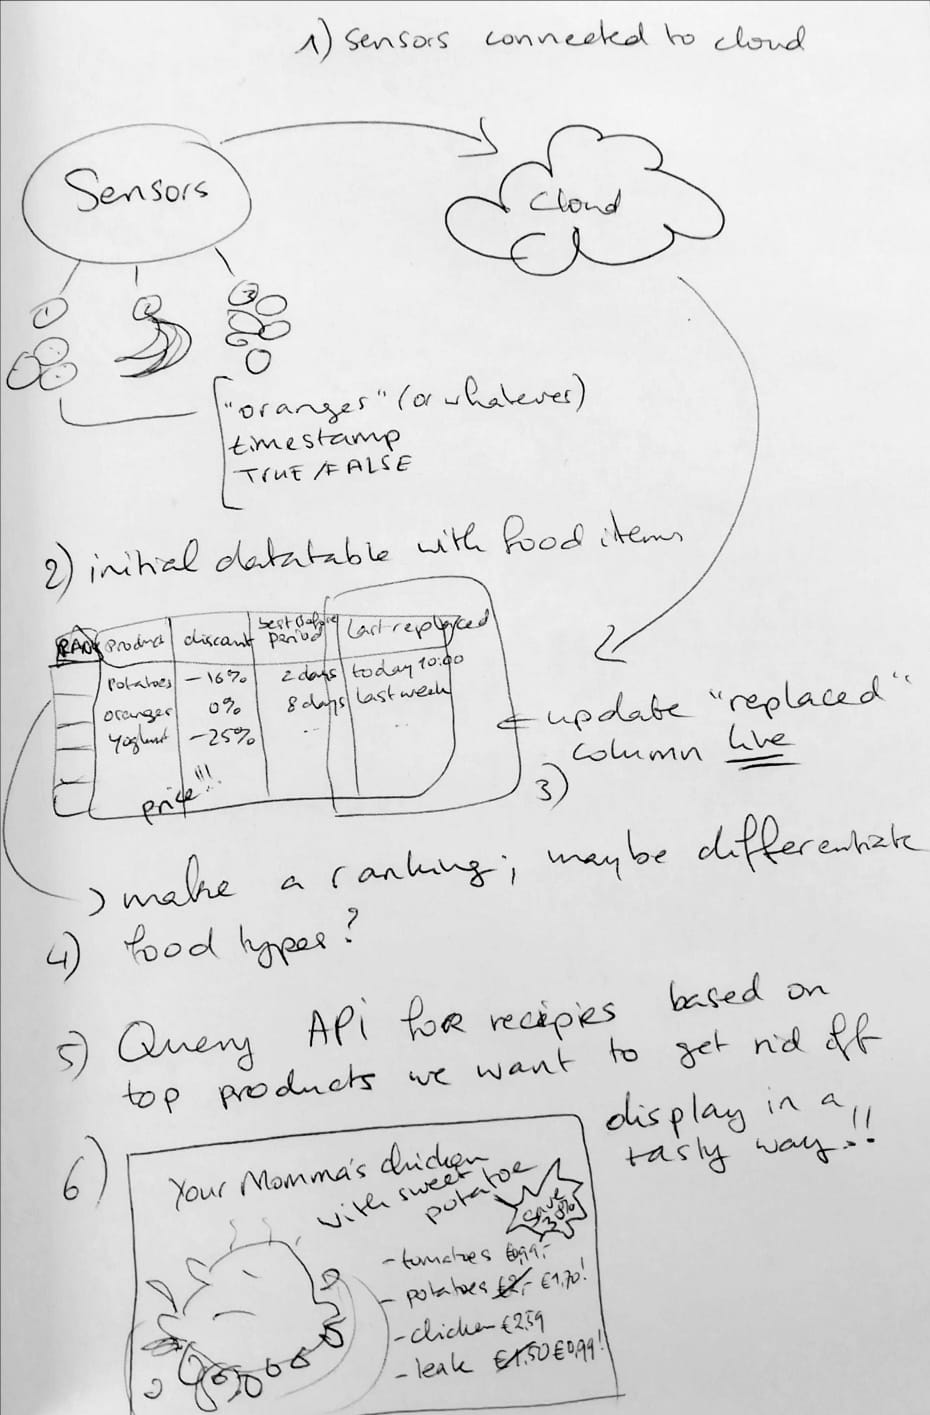 1) sensors connected to cloud
Sensors
Cloud
1
2
3
"oranges" (or whatever)
timestamp
TRUE/FALSE
2) initial datatable with food items
RANK product discount best before period last replaced
potatoes -16% 2 days today 10:00
oranges 0% 8 days last week
Yoghurt -25% .. ..
price!!!
update "replaced"
column live
3)
make a ranking; maybe differentiate
4) food types?
5) Query API for recipies based on
top products we want to get rid off
display in a
tasty way!!!
6)
Your Momma's chicken
with sweet
potatoe
save
30%
- tomatoes €0,99,-
- potatoes €2,- €1,70!
- chicken €2,59
- leak €1,50 €0,99!